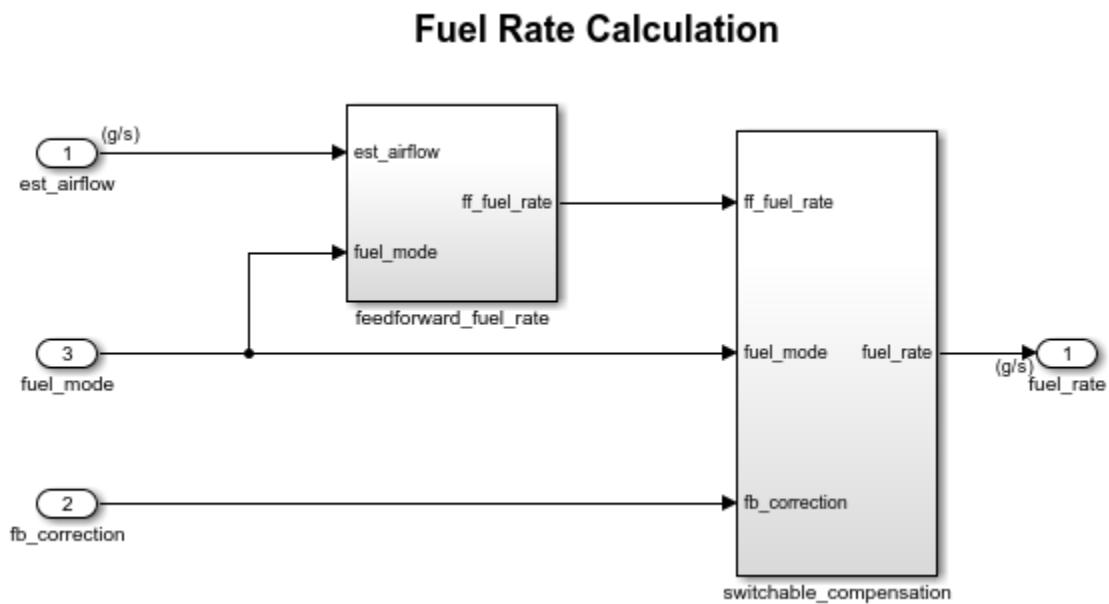 Fuel Rate Calculation
(g/s)
1
est_airflow
est_airflow
ff_fuel_rate
fuel_mode
feedforward_fuel_rate
3
fuel_mode
2
fb_correction
ff_fuel_rate
fuel_mode
fuel_rate
fb_correction
switchable_compensation
(g/s)
1
fuel_rate